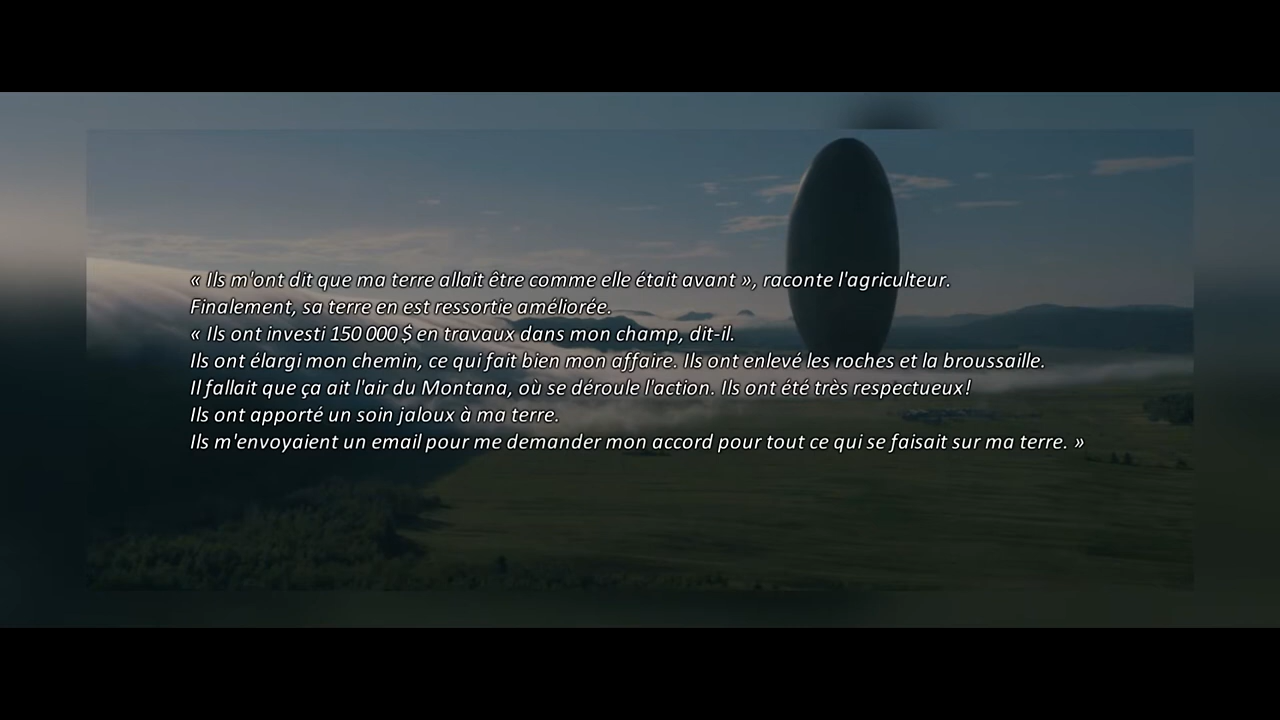 « Ils m'ont dit que ma terre allait être comme elle était avant », raconte l'agriculteur.
Finalement, sa terre en est ressortie améliorée.
« Ils ont investi 150 000 $ en travaux dans mon champ, dit-il.
Ils ont élargi mon chemin, ce qui fait bien mon affaire. Ils ont enlevé les roches et la broussaille.
Il fallait que ça ait l'air du Montana, où se déroule l'action. Ils ont été très respectueux!
Ils ont apporté un soin jaloux à ma terre.
Ils m'envoyaient un email pour me demander mon accord pour tout ce qui se faisait sur ma terre. »